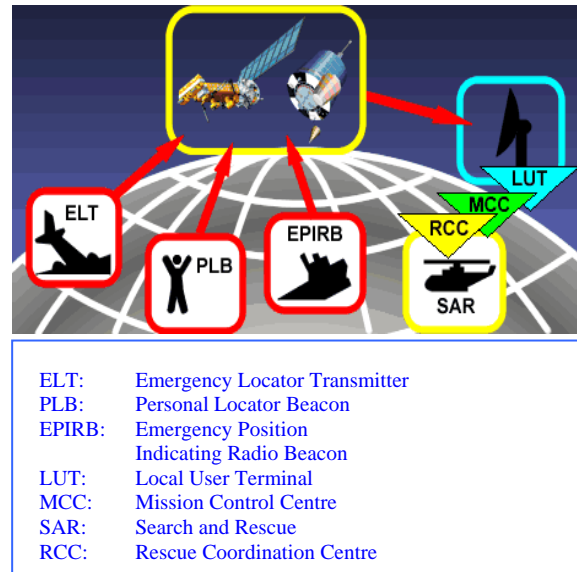 ELT
PLB
EPIRB
LUT
MCC
RCC
SAR
ELT: Emergency Locator Transmitter
PLB: Personal Locator Beacon
EPIRB: Emergency Position
Indicating Radio Beacon
LUT: Local User Terminal
MCC: Mission Control Centre
SAR: Search and Rescue
RCC: Rescue Coordination Centre